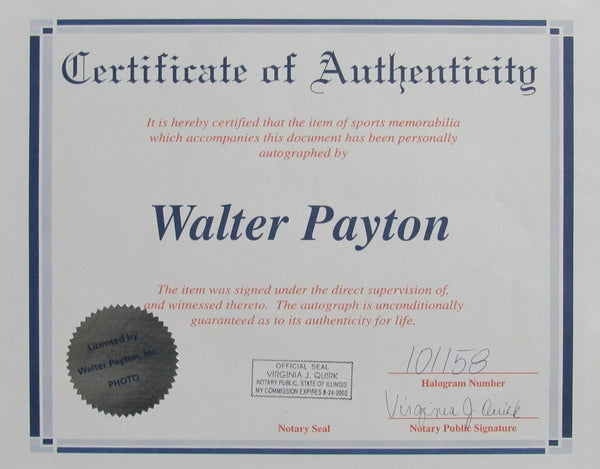 Certificate of Authenticity
It is hereby certified that the item of sports memorabilia
which accompanies this document has been personally
autographed by
Walter Payton
The item was signed under the direct supervision of,
and witnessed thereto. The autograph is unconditionally
guaranteed as to its authenticity for life.
Licensed by
Walter Payton, Inc.
PHOTO
OFFICIAL SEAL
VIRGINIA J. QUIRK
NOTARY PUBLIC, STATE OF ILLINOIS
MY COMMISSION EXPIRES 8-24-2002
Notary Seal
101158
Halogram Number
Virginia J Quirk
Notary Public Signature